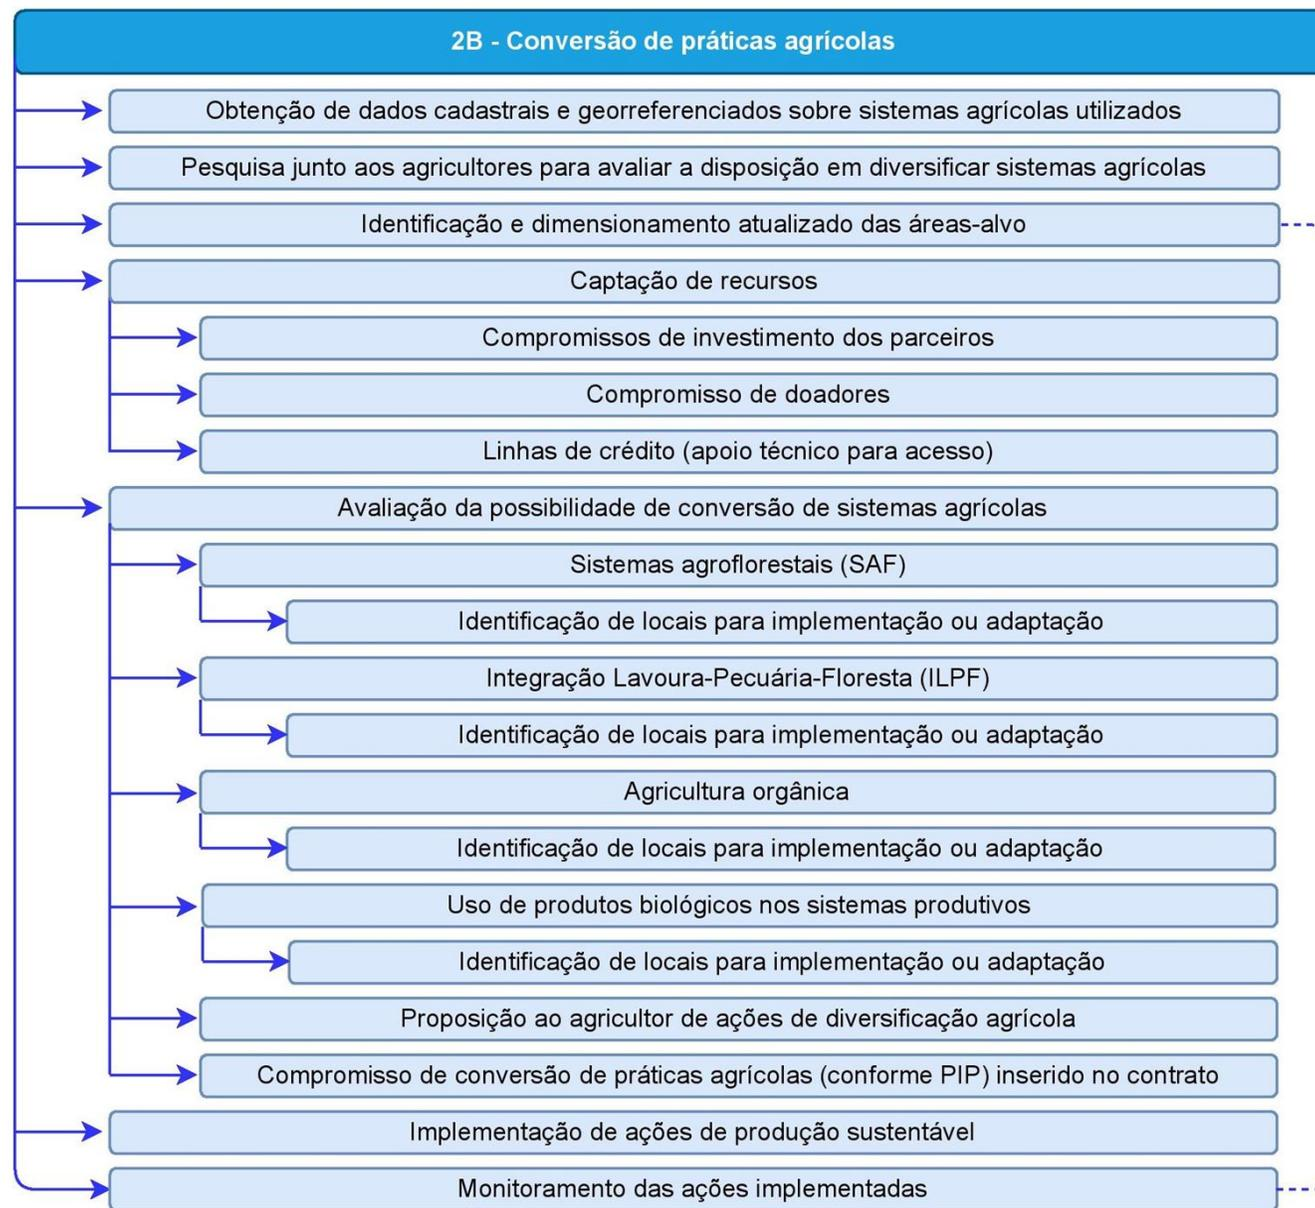 2B - Conversão de práticas agrícolas
Obtenção de dados cadastrais e georreferenciados sobre sistemas agrícolas utilizados
Pesquisa junto aos agricultores para avaliar a disposição em diversificar sistemas agrícolas
Identificação e dimensionamento atualizado das áreas-alvo
Captação de recursos
Compromissos de investimento dos parceiros
Compromisso de doadores
Linhas de crédito (apoio técnico para acesso)
Avaliação da possibilidade de conversão de sistemas agrícolas
Sistemas agroflorestais (SAF)
Identificação de locais para implementação ou adaptação
Integração Lavoura-Pecuária-Floresta (ILPF)
Identificação de locais para implementação ou adaptação
Agricultura orgânica
Identificação de locais para implementação ou adaptação
Uso de produtos biológicos nos sistemas produtivos
Identificação de locais para implementação ou adaptação
Proposição ao agricultor de ações de diversificação agrícola
Compromisso de conversão de práticas agrícolas (conforme PIP) inserido no contrato
Implementação de ações de produção sustentável
Monitoramento das ações implementadas